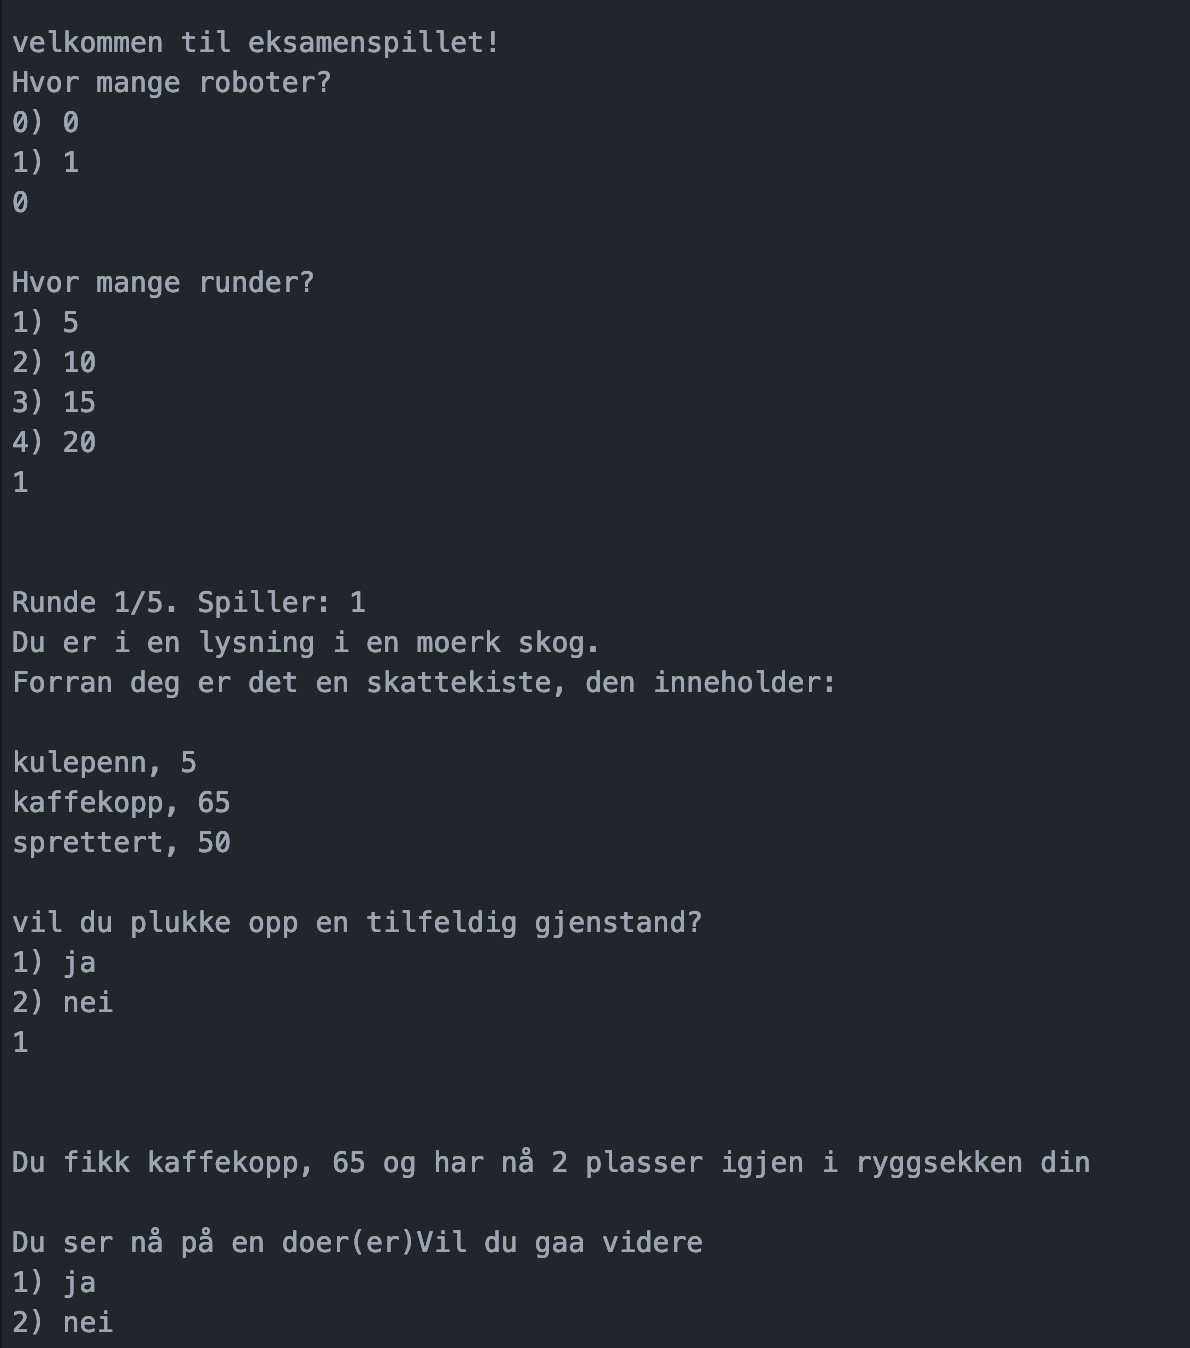 velkommen til eksamenspillet!
Hvor mange roboter?
0) 0
1) 1
0
Hvor mange runder?
1) 5
2) 10
3) 15
4) 20
1
Runde 1/5. Spiller: 1
Du er i en lysning i en moerk skog.
Forran deg er det en skattekiste, den inneholder:
kulepenn, 5
kaffekopp, 65
sprettert, 50
vil du plukke opp en tilfeldig gjenstand?
1) ja
2) nei
1
Du fikk kaffekopp, 65 og har nå 2 plasser igjen i ryggsekken din
Du ser nå på en doer(er)Vil du gaa videre
1) ja
2) nei